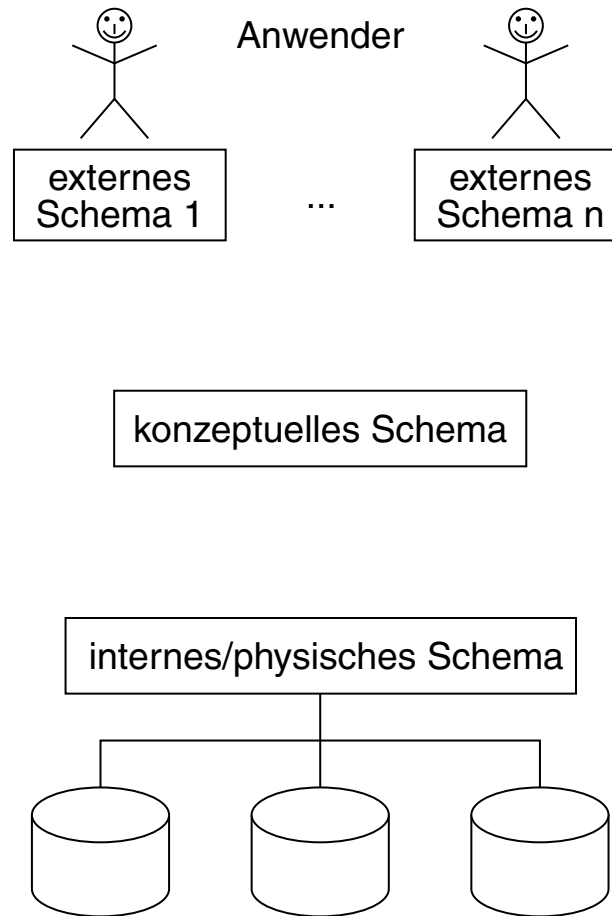 Anwender
externes
Schema 1
...
externes
Schema n
konzeptuelles Schema
internes/physisches Schema